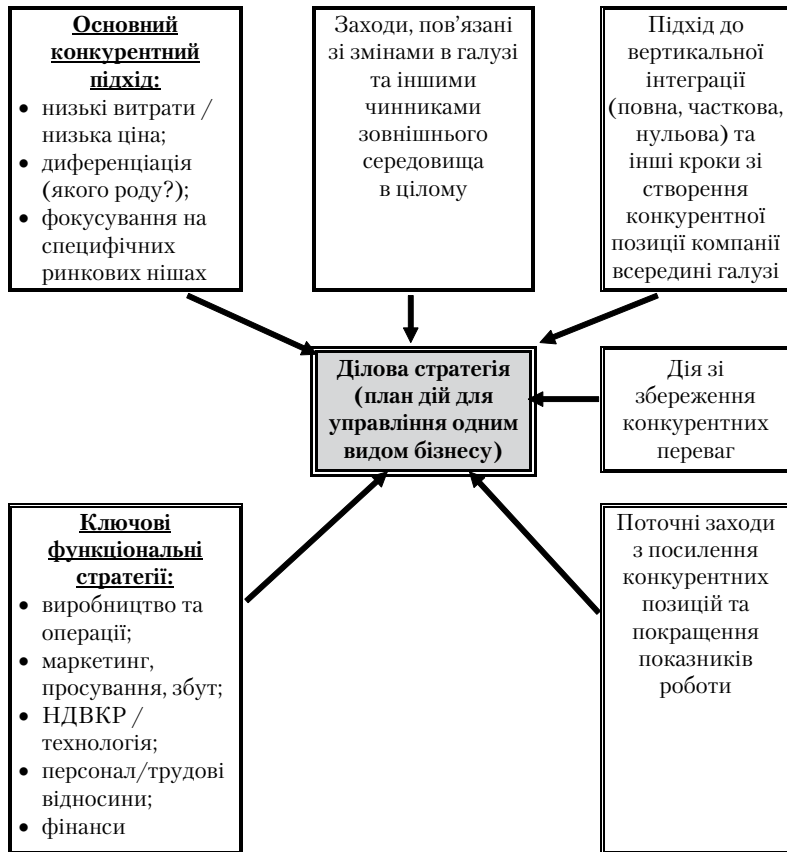 Основний
конкурентний
підхід:
• низькі витрати /
низька ціна;
• диференціація
(якого роду?);
• фокусування на
специфічних
ринкових нішах
Заходи, пов’язані
зі змінами в галузі
та іншими
чинниками
зовнішнього
середовища
в цілому
Підхід до
вертикальної
інтеграції
(повна, часткова,
нульова) та
інші кроки зі
створення
конкурентної
позиції компанії
всередині галузі
Ділова стратегія
(план дій для
управління одним
видом бізнесу)
Дія зі
збереження
конкурентних
переваг
Ключові
функціональні
стратегії:
• виробництво та
операції;
• маркетинг,
просування, збут;
• НДВКР /
технологія;
• персонал/трудові
відносини;
• фінанси
Поточні заходи
з посилення
конкурентних
позицій та
покращення
показників
роботи